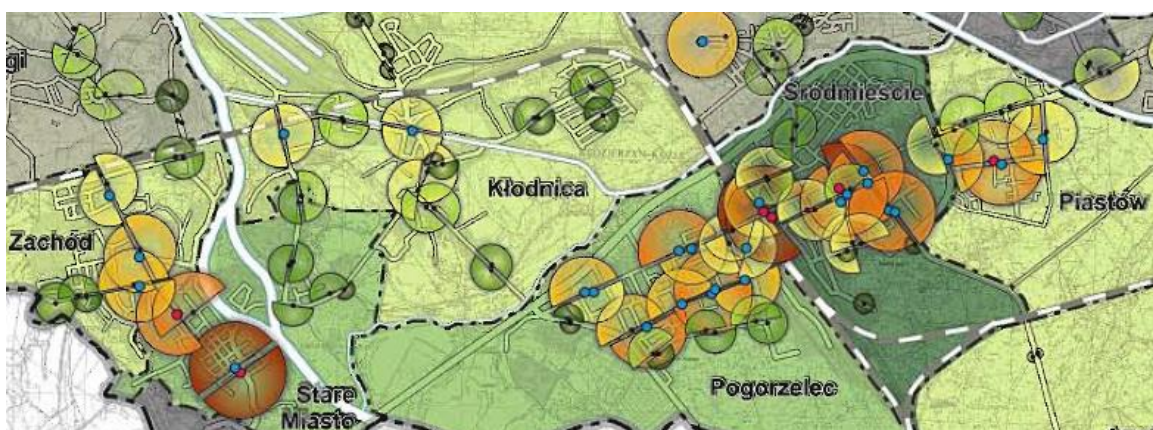 Śródmieście
Kłodnica
Piastów
Zachód
Stare
Miasto
Pogorzelec